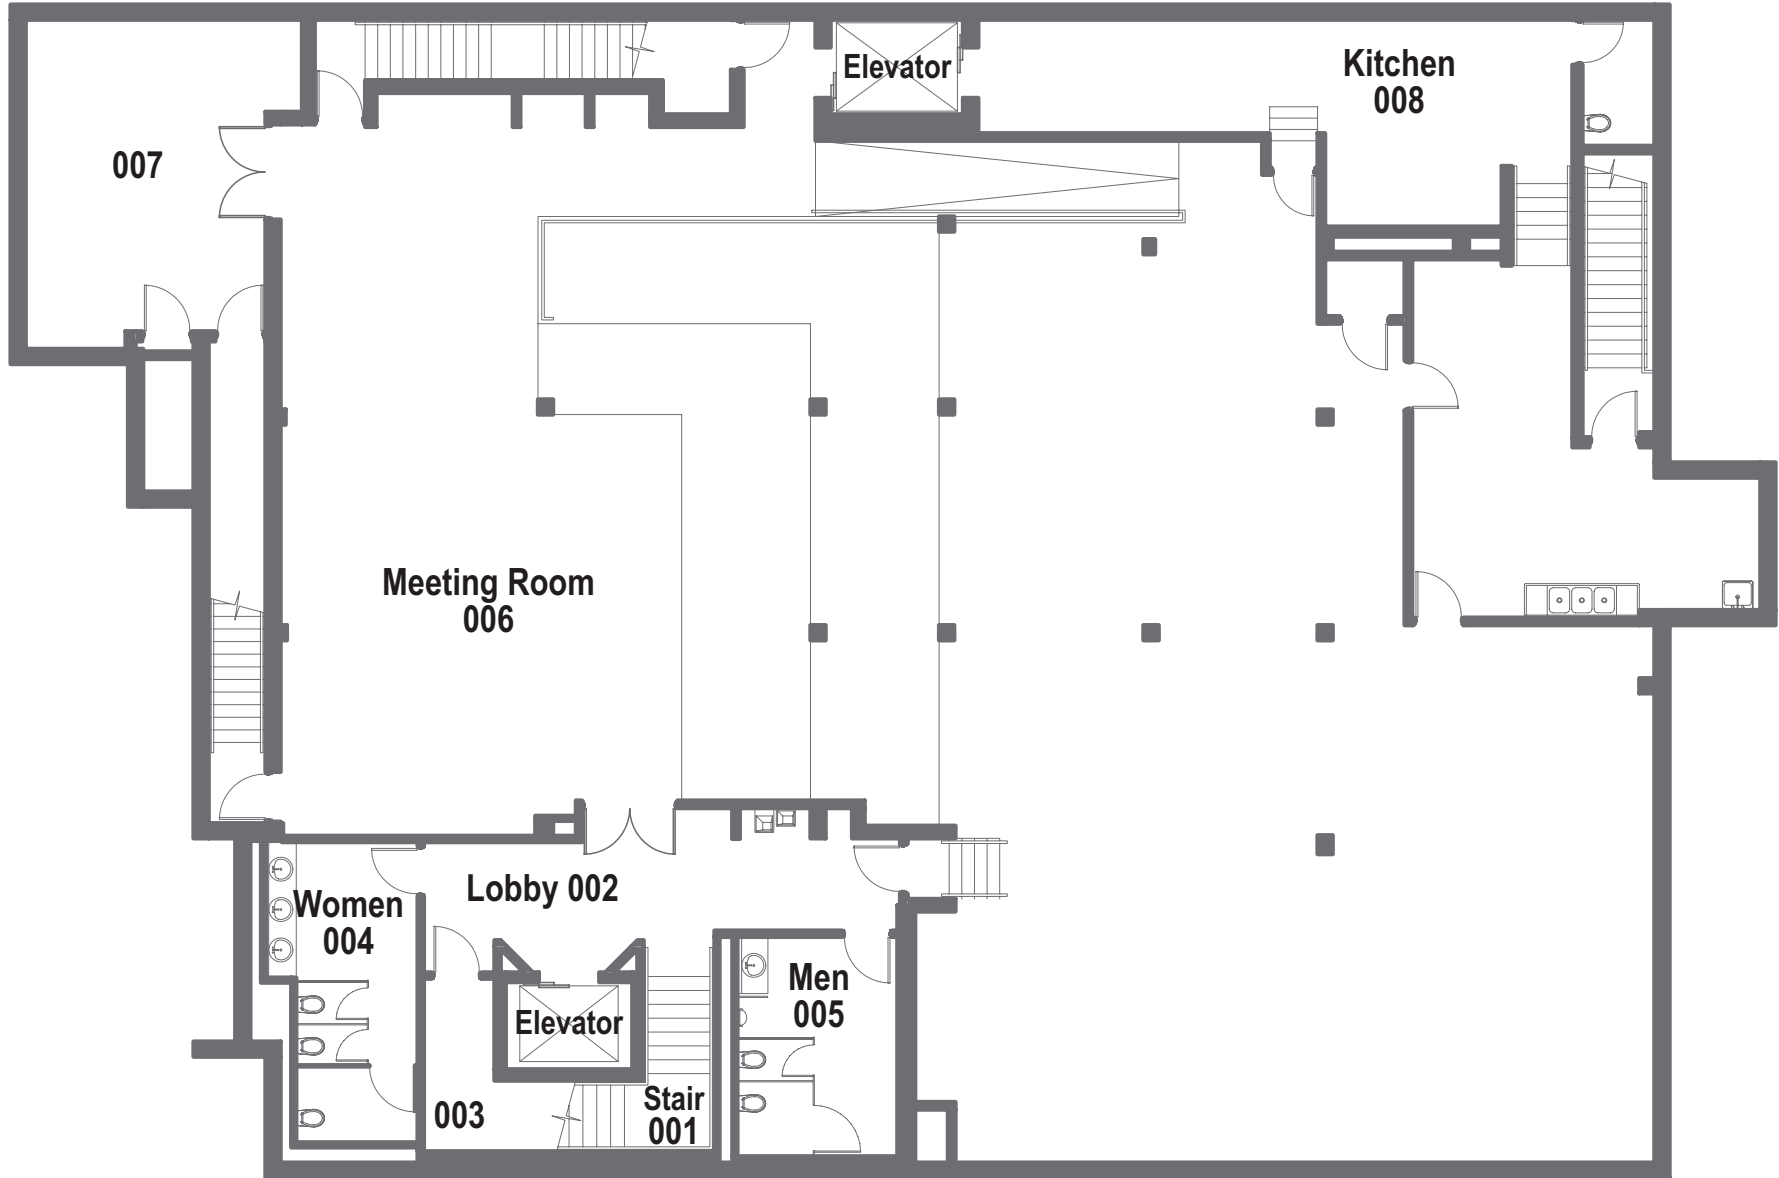 Elevator
Kitchen
008
007
Meeting Room
006
Lobby 002
Women
004
Men
005
Elevator
Stair
001
003